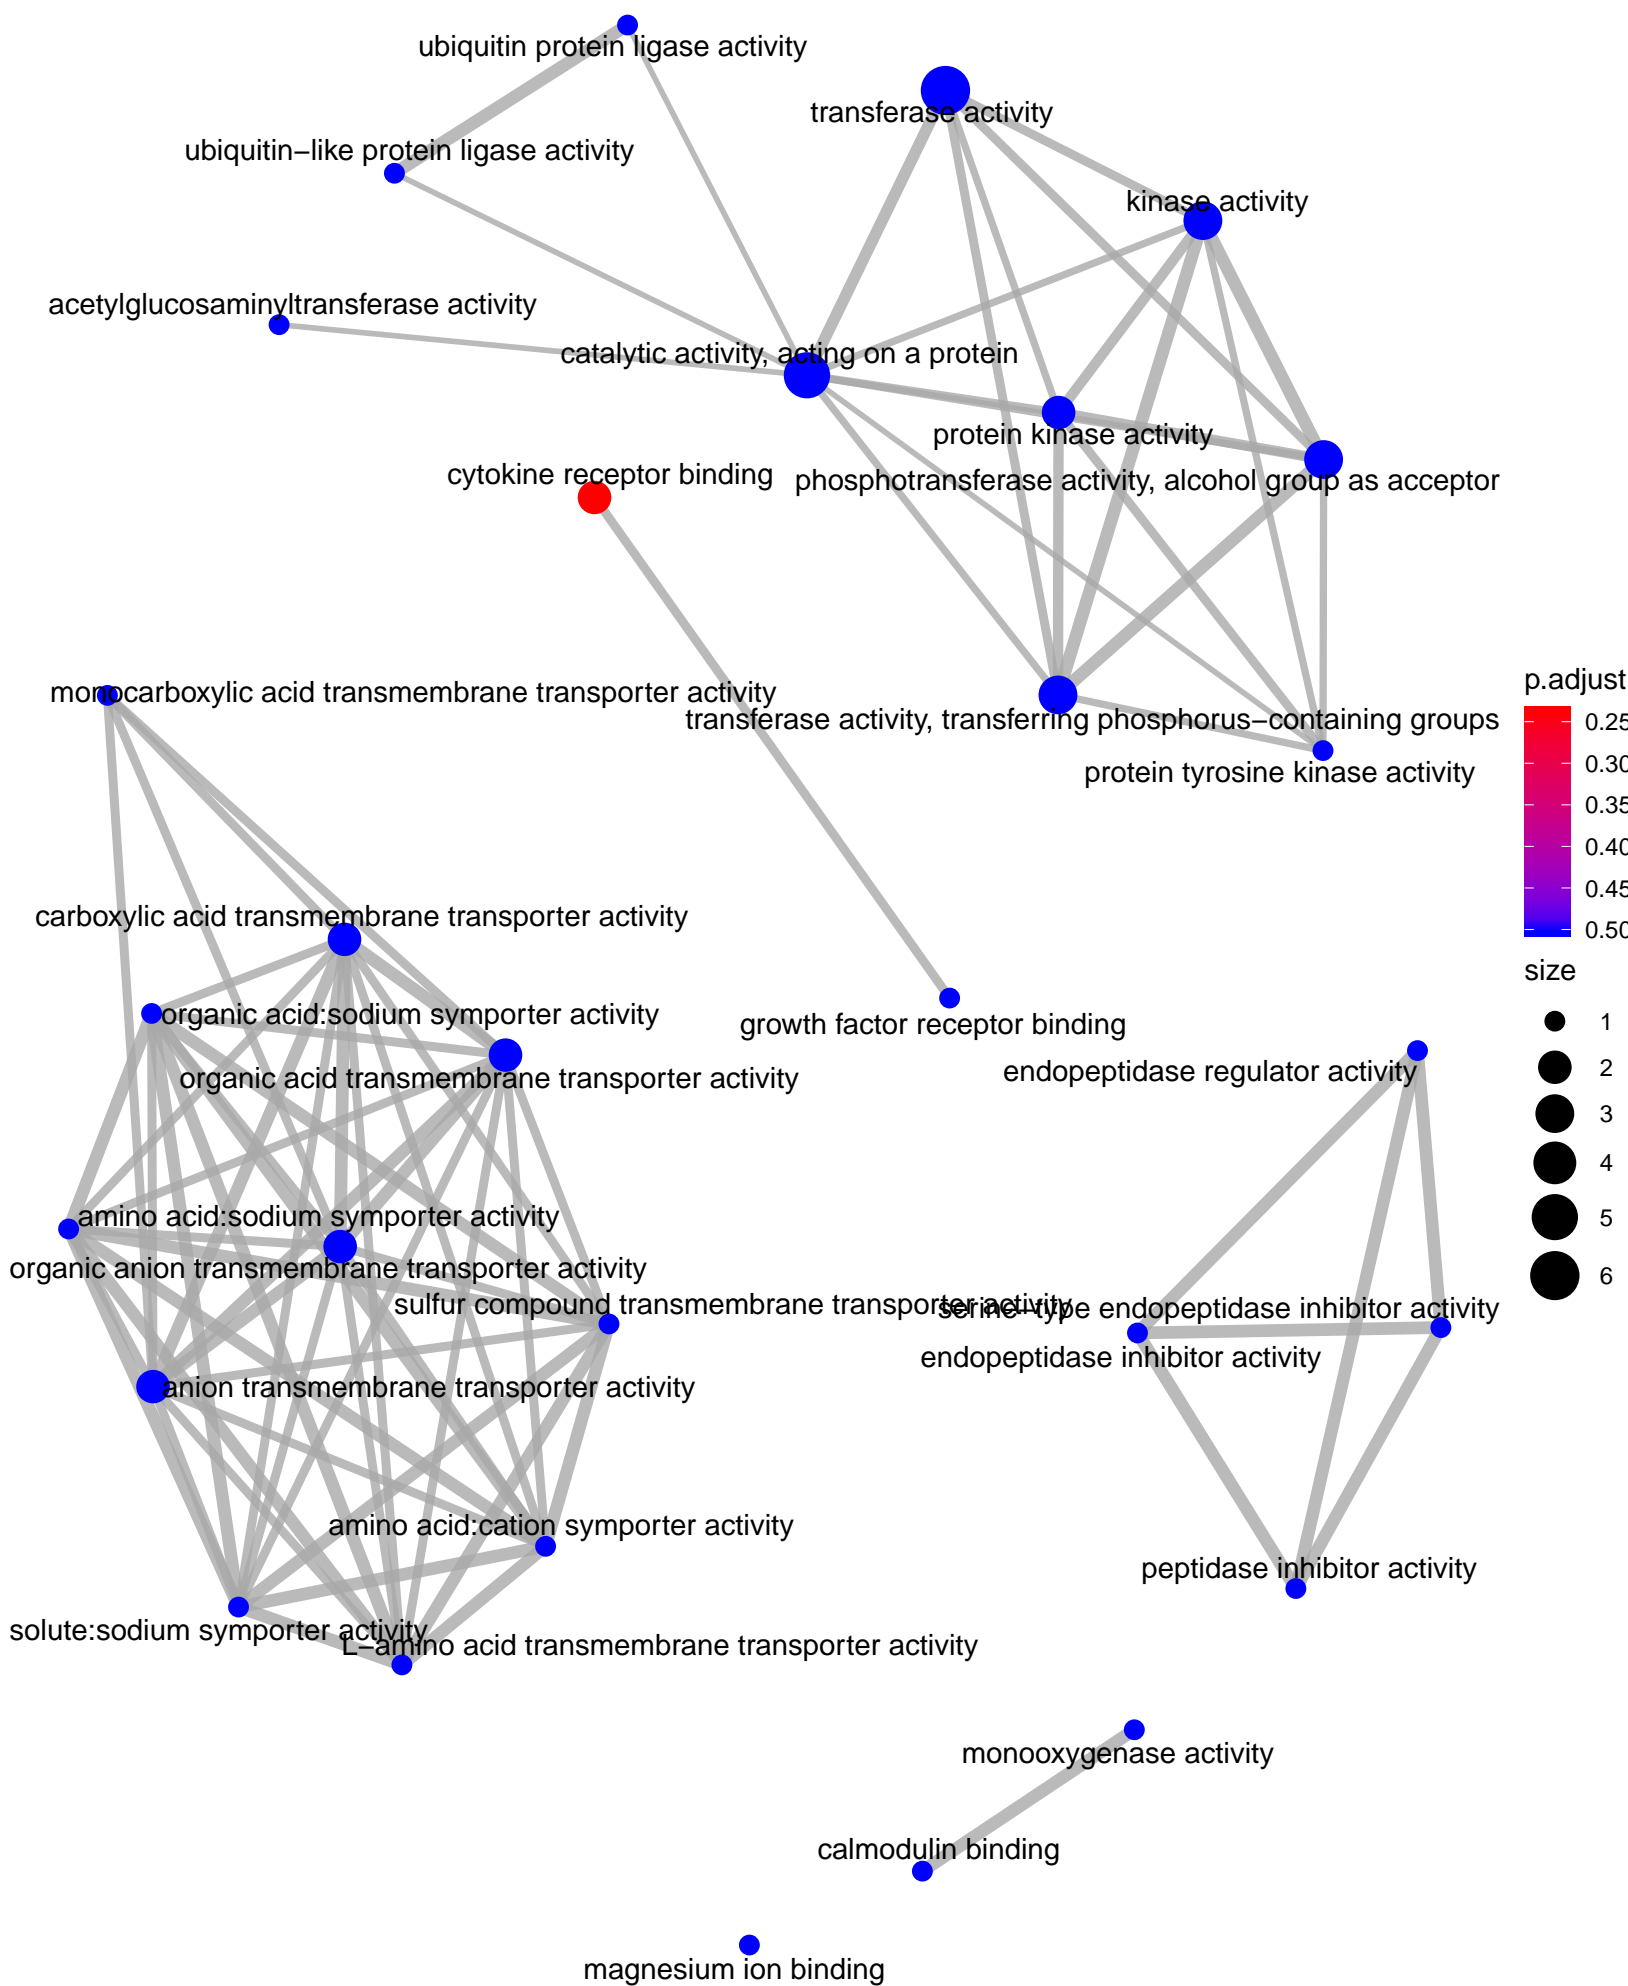 ubiquitin protein ligase activity
transferase activity
ubiquitin−like protein ligase activity
kinase activity
acetylglucosaminyltransferase activity
catalytic activity, acting on a protein
protein kinase activity
cytokine receptor binding
phosphotransferase activity, alcohol group as acceptor
monocarboxylic acid transmembrane transporter activity
transferase activity, transferring phosphorus−containing groups
protein tyrosine kinase activity
carboxylic acid transmembrane transporter activity
organic acid:sodium symporter activity
growth factor receptor binding
organic acid transmembrane transporter activity
endopeptidase regulator activity
amino acid:sodium symporter activity
organic anion transmembrane transporter activity
sulfur compound transmembrane transporter activity
serine−type endopeptidase inhibitor activity
endopeptidase inhibitor activity
anion transmembrane transporter activity
amino acid:cation symporter activity
peptidase inhibitor activity
solute:sodium symporter activity
L−amino acid transmembrane transporter activity
monooxygenase activity
calmodulin binding
magnesium ion binding
p.adjust
0.25
0.30
0.35
0.40
0.45
0.50
size
1
2
3
4
5
6